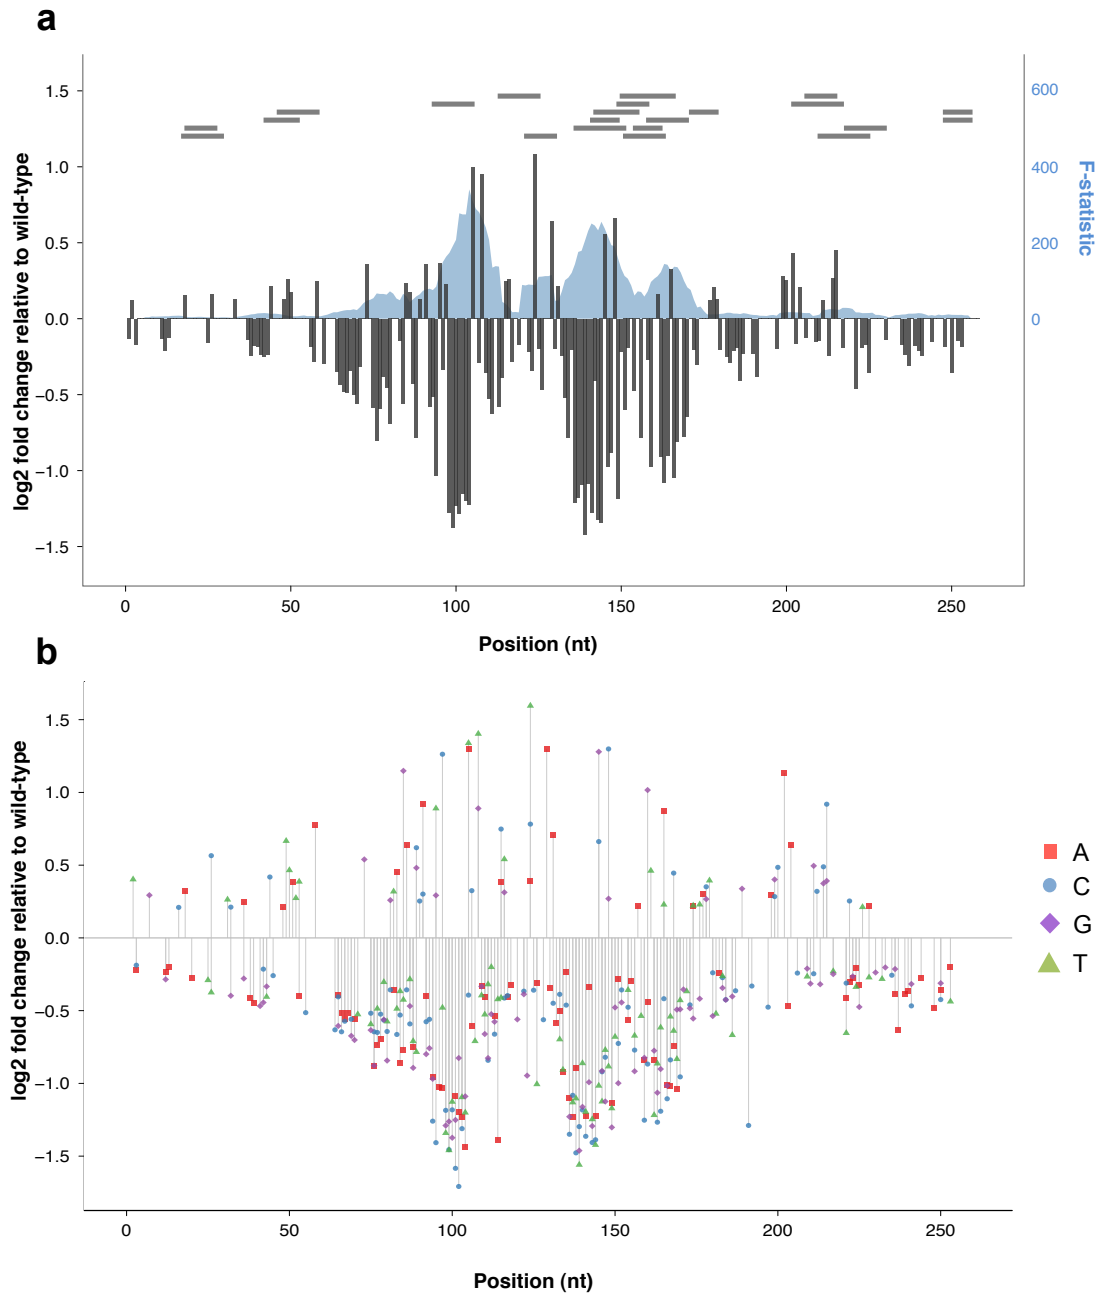 a
1.5
1.0
0.5
0.0
−0.5
−1.0
−1.5
log2 fold change relative to wild-type
600
400
200
0
F-statistic
0 50 100 150 200 250
Position (nt)
b
1.5
1.0
0.5
0.0
−0.5
−1.0
−1.5
log2 fold change relative to wild-type
A
C
G
T
0 50 100 150 200 250
Position (nt)